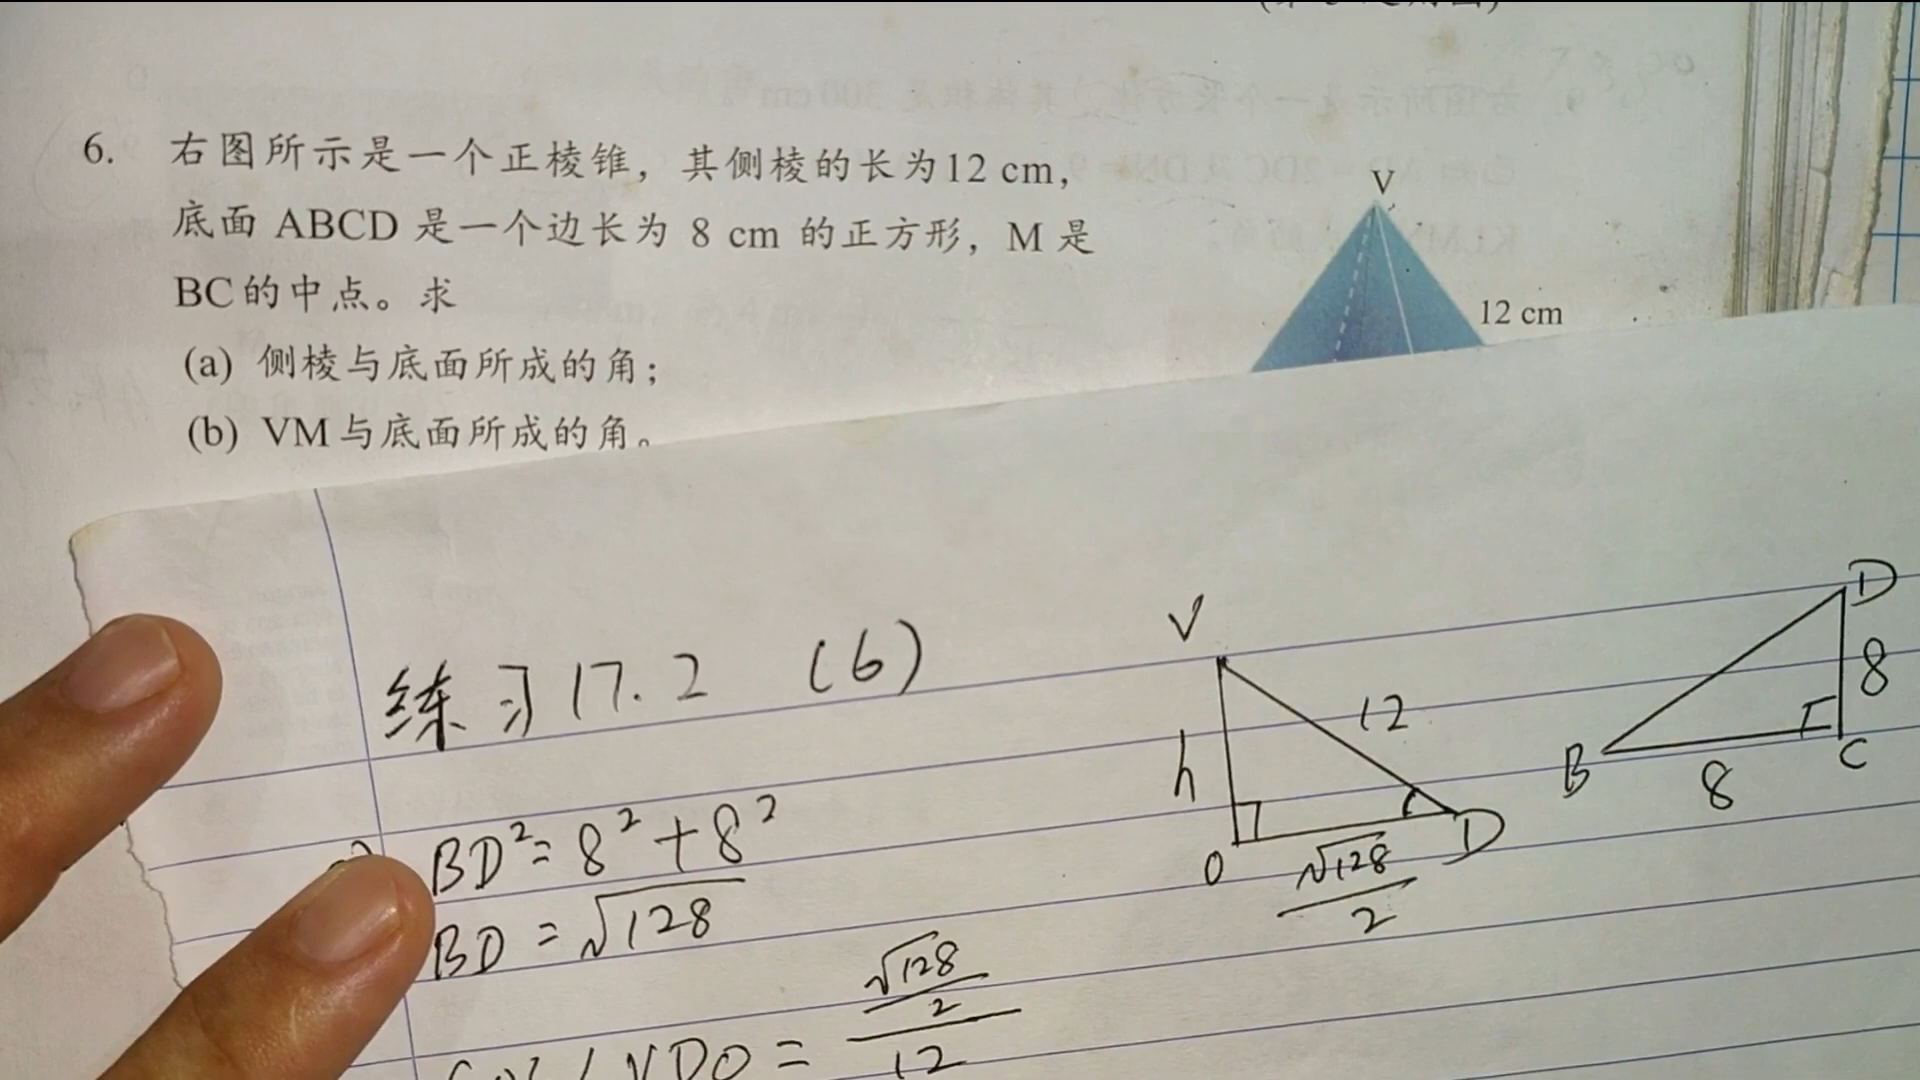 6. 右图所示是一个正棱锥，其侧棱的长为12 cm，
底面 ABCD 是一个边长为 8 cm 的正方形，M 是
BC的中点。求
(a) 侧棱与底面所成的角；
(b) VM与底面所成的角。
V
12 cm
练习 17.2 (6)
BD² = 8² + 8²
BD = √128
∠VDO = (√128/2)/12
V
h
12
O
√128/2
D
D
8
B
8
C